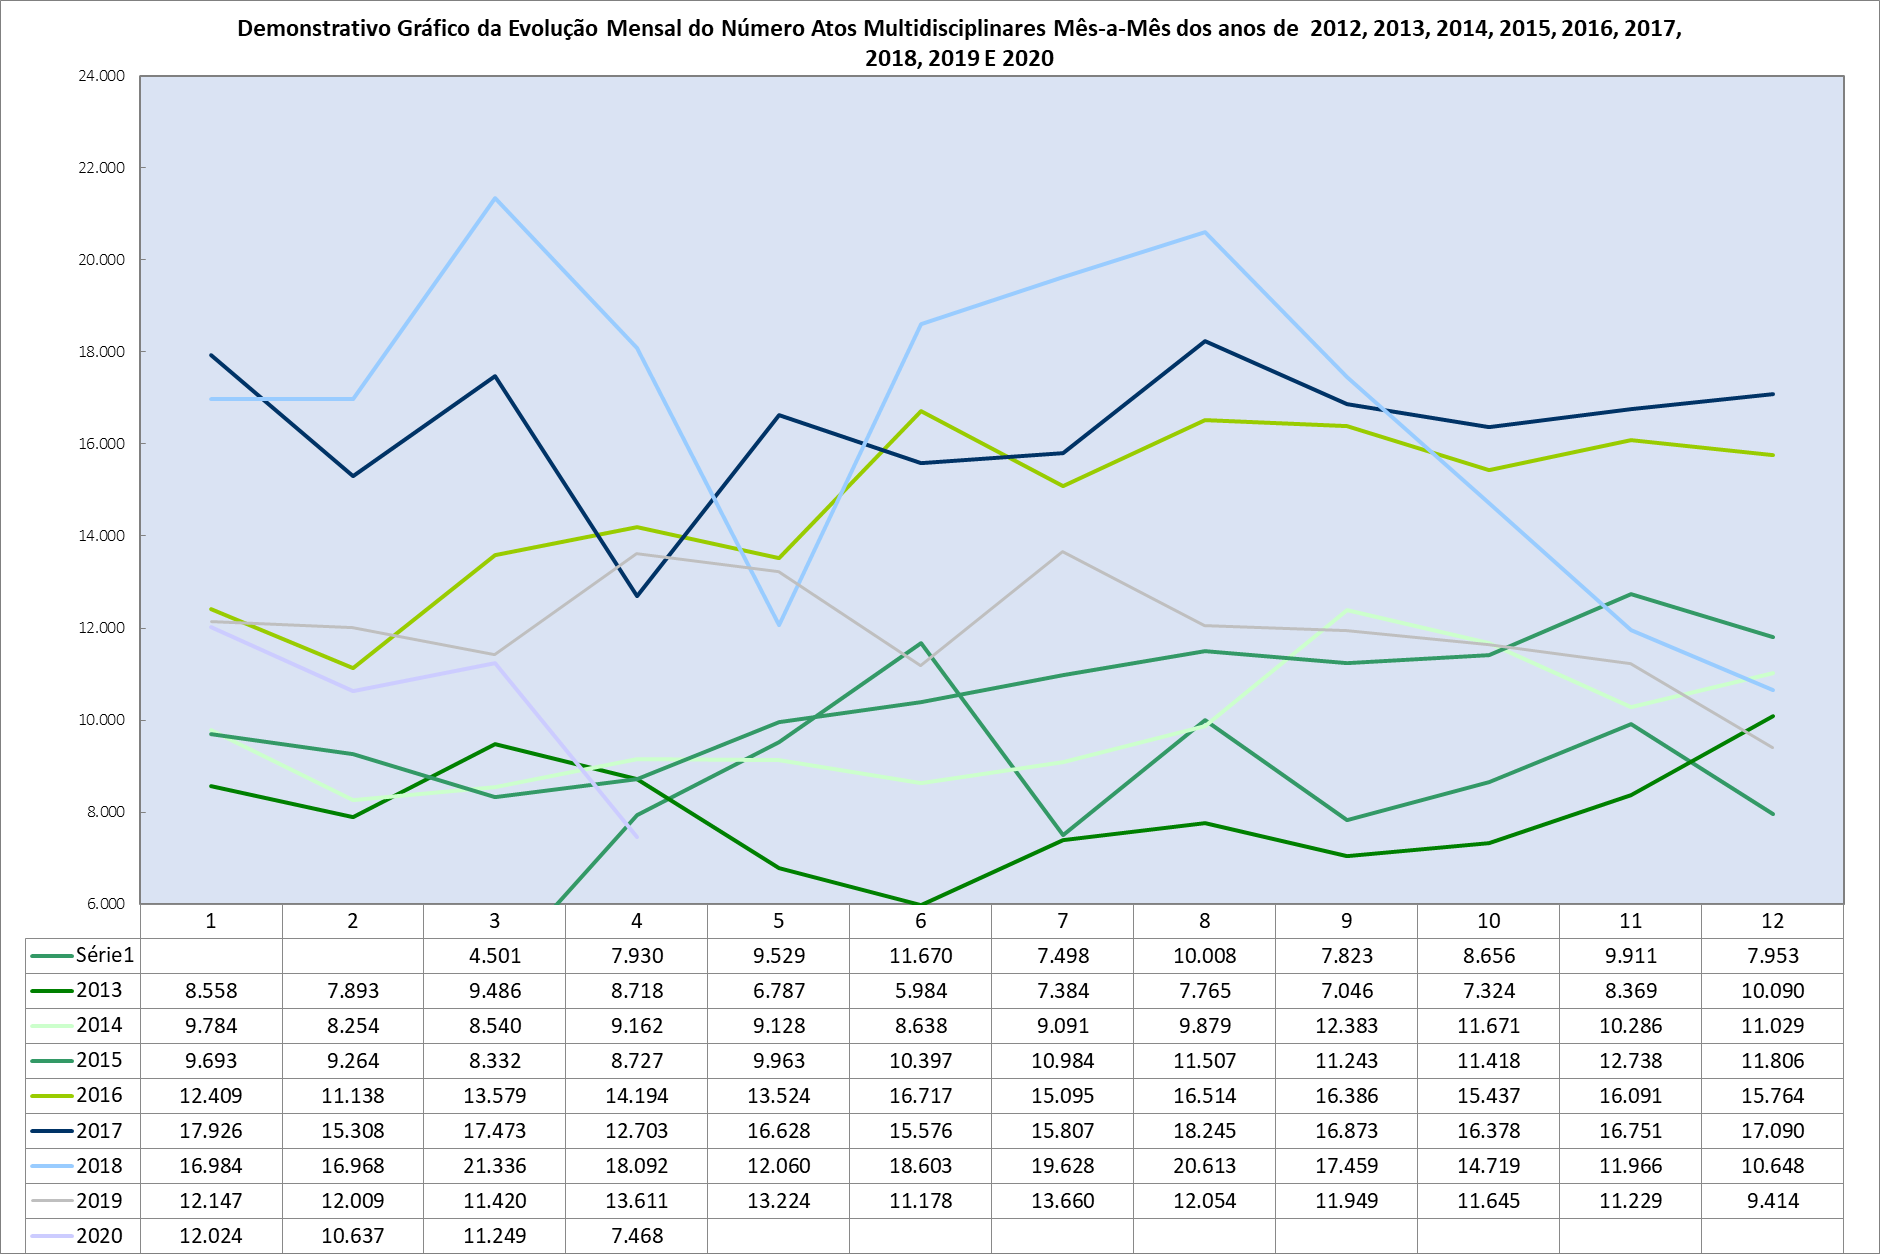 Demonstrativo Gráfico da Evolução Mensal do Número Atos Multidisciplinares Mês-a-Mês dos anos de 2012, 2013, 2014, 2015, 2016, 2017,
2018, 2019 E 2020
24.000
22.000
20.000
18.000
16.000
14.000
12.000
10.000
8.000
6.000
1 2 3 4 5 6 7 8 9 10 11 12
Série1 4.501 7.930 9.529 11.670 7.498 10.008 7.823 8.656 9.911 7.953
2013 8.558 7.893 9.486 8.718 6.787 5.984 7.384 7.765 7.046 7.324 8.369 10.090
2014 9.784 8.254 8.540 9.162 9.128 8.638 9.091 9.879 12.383 11.671 10.286 11.029
2015 9.693 9.264 8.332 8.727 9.963 10.397 10.984 11.507 11.243 11.418 12.738 11.806
2016 12.409 11.138 13.579 14.194 13.524 16.717 15.095 16.514 16.386 15.437 16.091 15.764
2017 17.926 15.308 17.473 12.703 16.628 15.576 15.807 18.245 16.873 16.378 16.751 17.090
2018 16.984 16.968 21.336 18.092 12.060 18.603 19.628 20.613 17.459 14.719 11.966 10.648
2019 12.147 12.009 11.420 13.611 13.224 11.178 13.660 12.054 11.949 11.645 11.229 9.414
2020 12.024 10.637 11.249 7.468